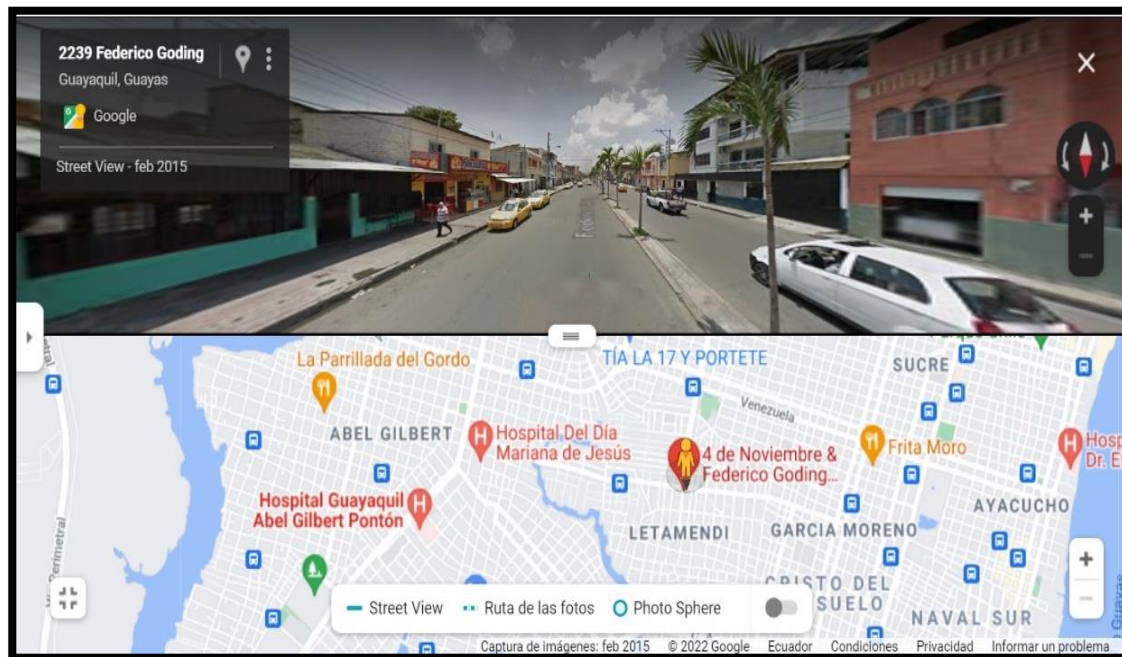 2239 Federico Goding
Guayaquil, Guayas
Google
Street View - feb 2015
La Parrillada del Gordo
TÍA LA 17 Y PORTETE
SUCRE
Venezuela
ABEL GILBERT
Hospital Del Día
Mariana de Jesús
4 de Noviembre &
Federico Goding...
Frita Moro
Hosp
Dr. E
Hospital Guayaquil
Abel Gilbert Pontón
AYACUCHO
LETAMENDI
GARCIA MORENO
CRISTO DEL
SUELO
NAVAL SUR
Perimetral
Guayas
Street View
Ruta de las fotos
Photo Sphere
Captura de imágenes: feb 2015 © 2022 Google Ecuador Condiciones Privacidad Informar un problema